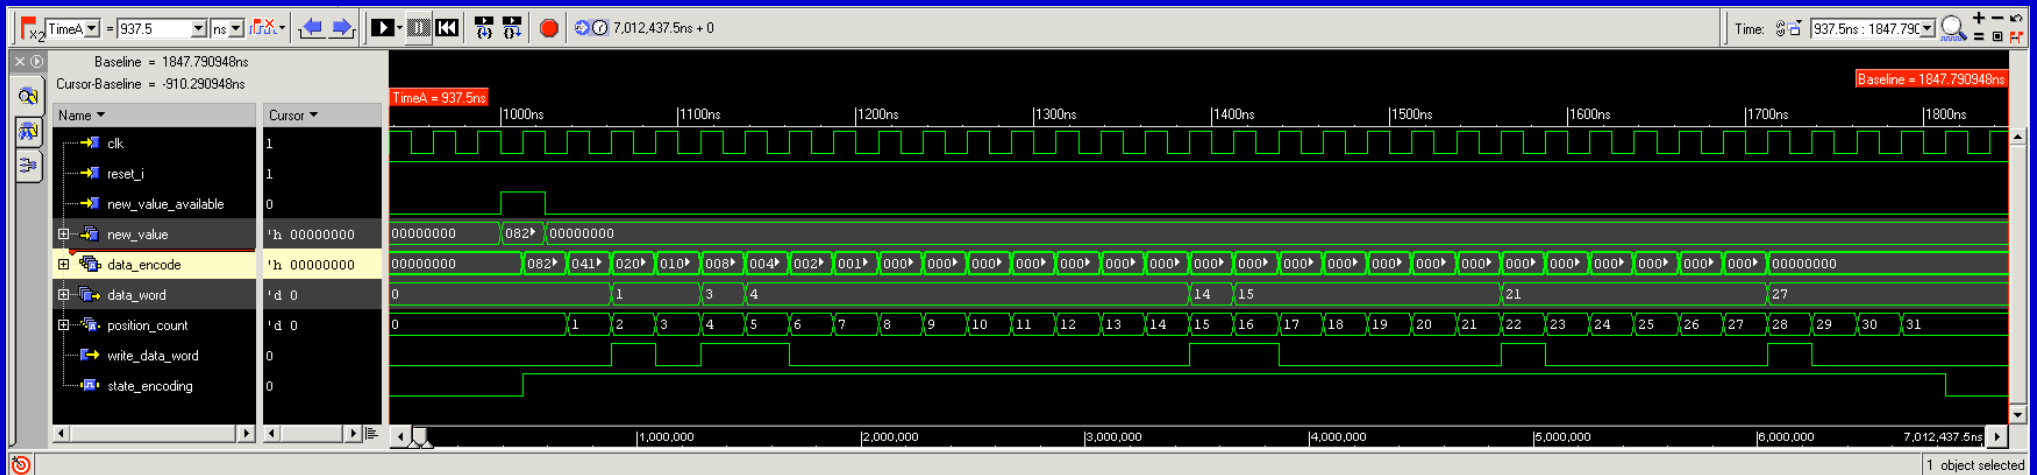 x2 TimeA = 937.5 ns 7,012,437.5ns + 0 Time: 937.5ns : 1847.790
Baseline = 1847.790948ns
Cursor-Baseline = -910.290948ns
Baseline = 1847.790948ns
TimeA = 937.5ns
Name Cursor 1000ns 1100ns 1200ns 1300ns 1400ns 1500ns 1600ns 1700ns 1800ns
clk 1
reset_i 1
new_value_available 0
new_value 'h 00000000 00000000 082 00000000
data_encode 'h 00000000 00000000 082 041 020 010 008 004 002 001 000 000 000 000 000 000 000 000 000 000 000 000 000 000 000 000 000 000 000 000 00000000
data_word 'd 0 0 1 3 4 14 15 21 27
position_count 'd 0 0 1 2 3 4 5 6 7 8 9 10 11 12 13 14 15 16 17 18 19 20 21 22 23 24 25 26 27 28 29 30 31
write_data_word 0
state_encoding 0
1,000,000 2,000,000 3,000,000 4,000,000 5,000,000 6,000,000 7,012,437.5ns
1 object selected